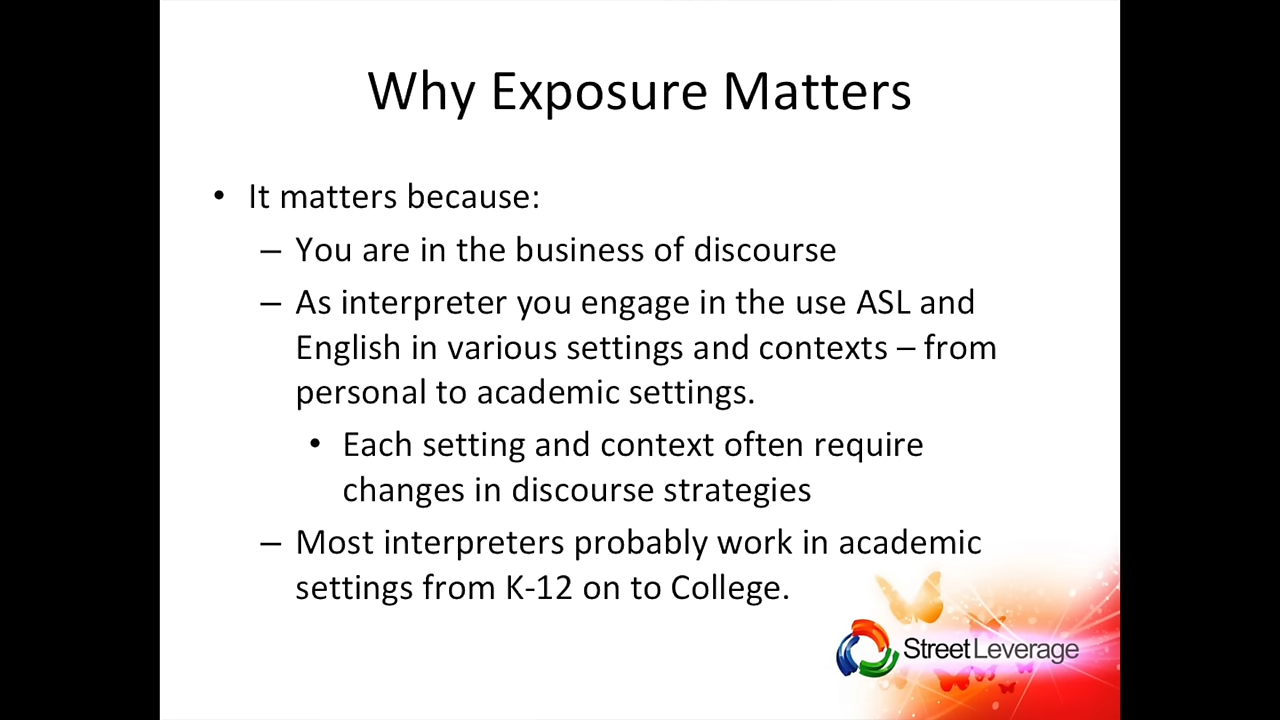 Why Exposure Matters
• It matters because:
– You are in the business of discourse
– As interpreter you engage in the use ASL and
English in various settings and contexts – from
personal to academic settings.
• Each setting and context often require
changes in discourse strategies
– Most interpreters probably work in academic
settings from K-12 on to College.
StreetLeverage